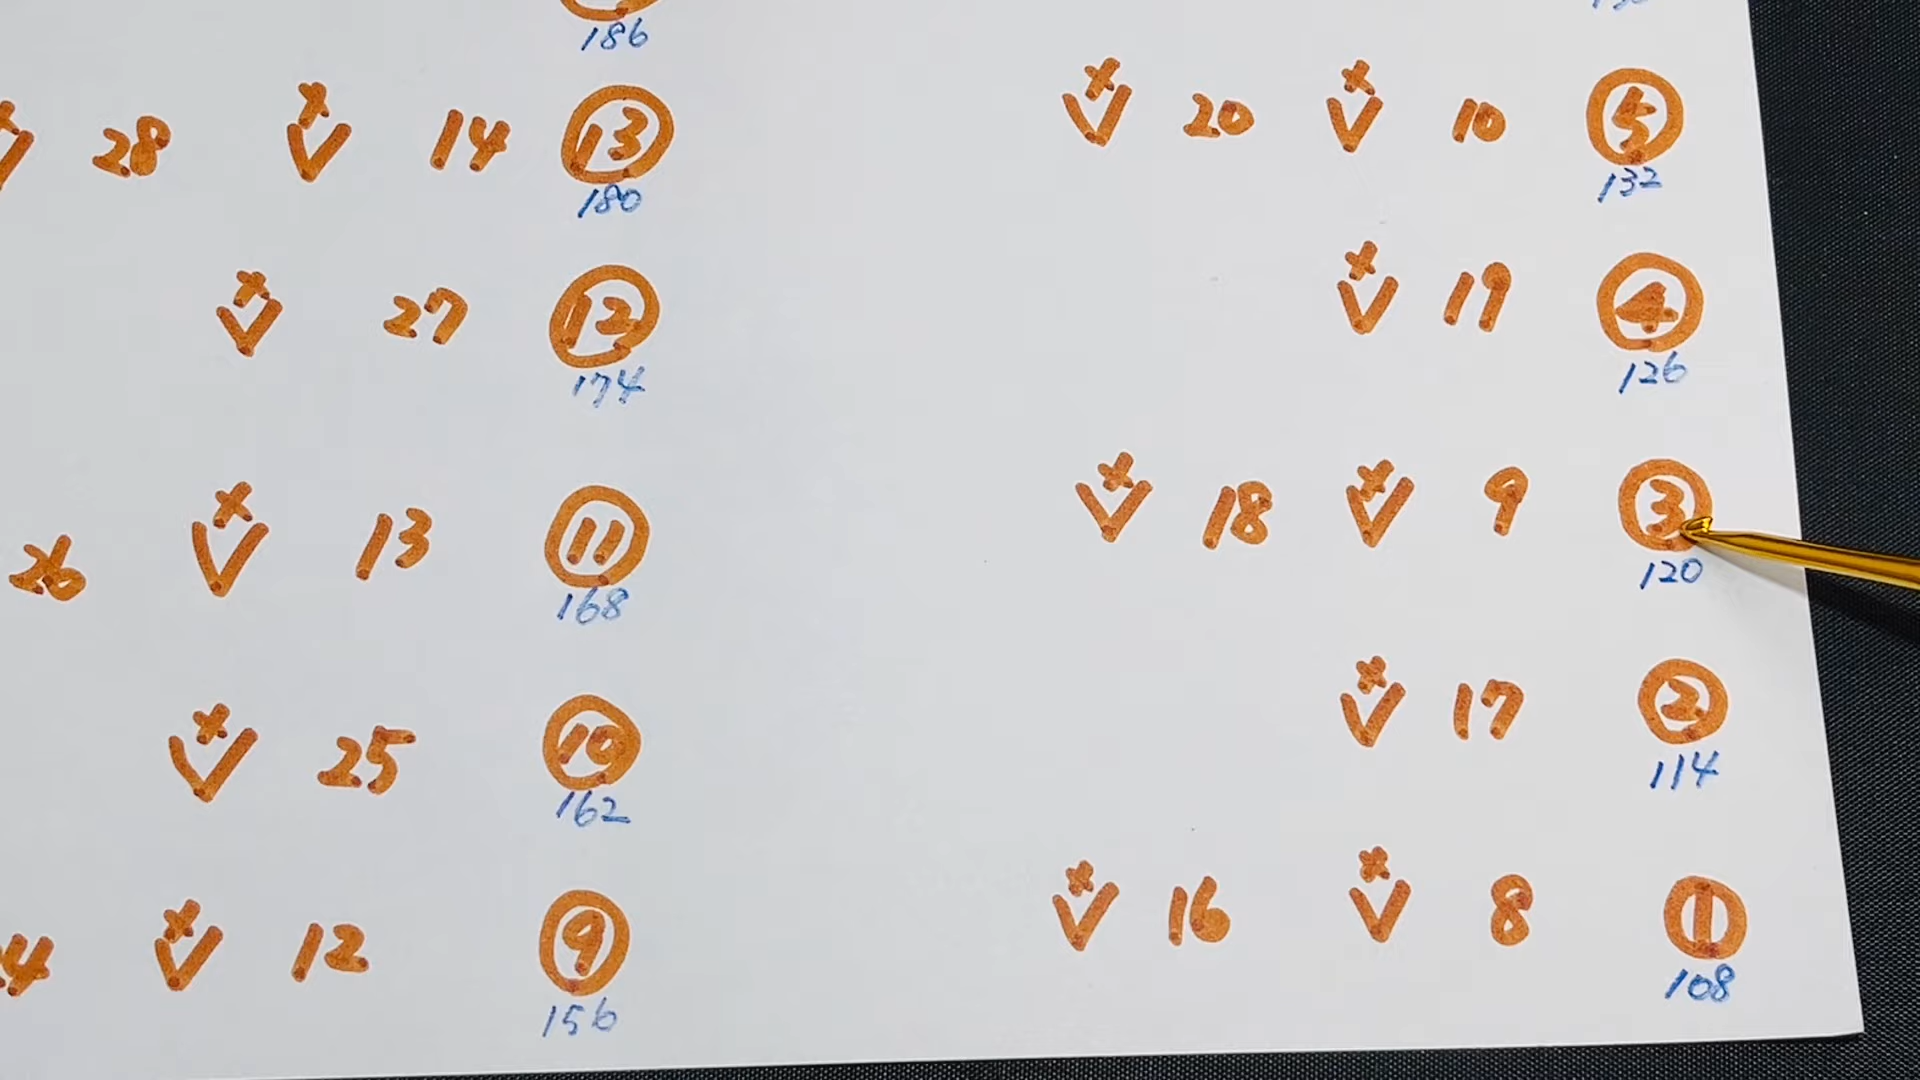 186
28 V 14 ⑬
180
V 27 ⑫
174
26 V 13 ⑪
168
V 25 ⑩
162
V 12 ⑨
156
V 20 V 10 ⑤
132
V 19 ④
126
V 18 V 9 ③
120
V 17 ②
114
V 16 V 8 ①
108